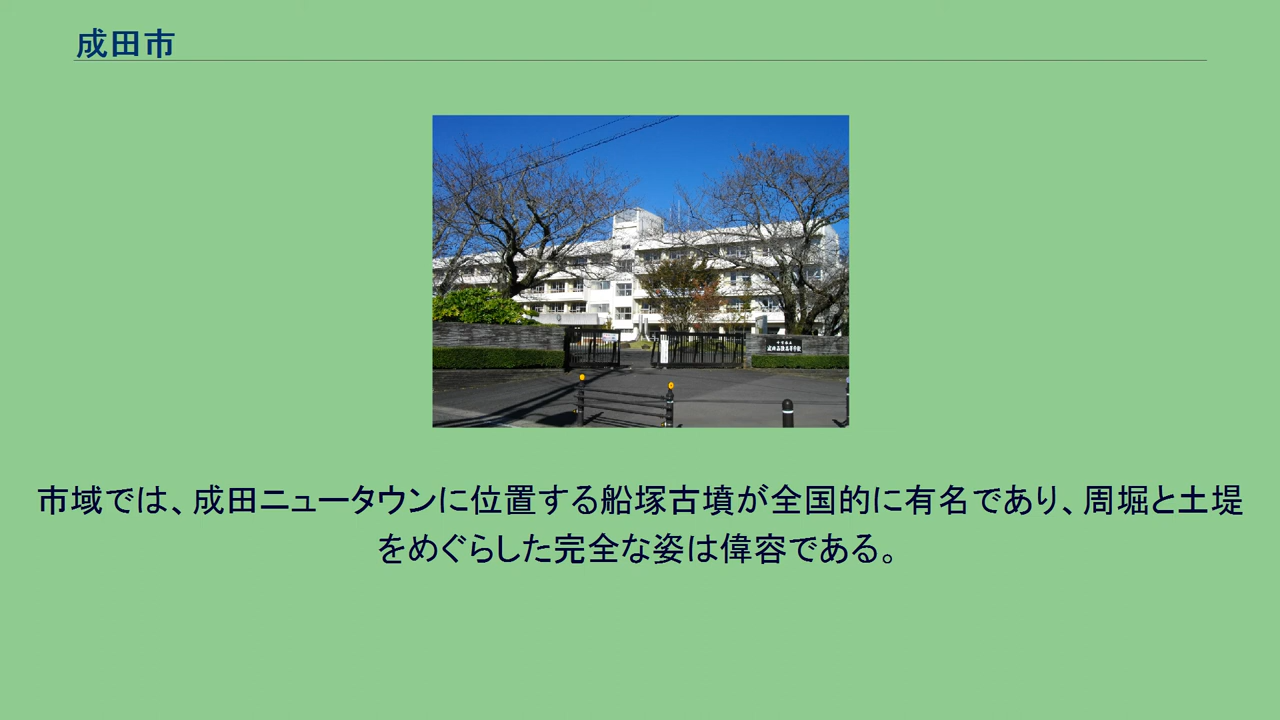 成田市
市域では、成田ニュータウンに位置する船塚古墳が全国的に有名であり、周堀と土堤
をめぐらした完全な姿は偉容である。